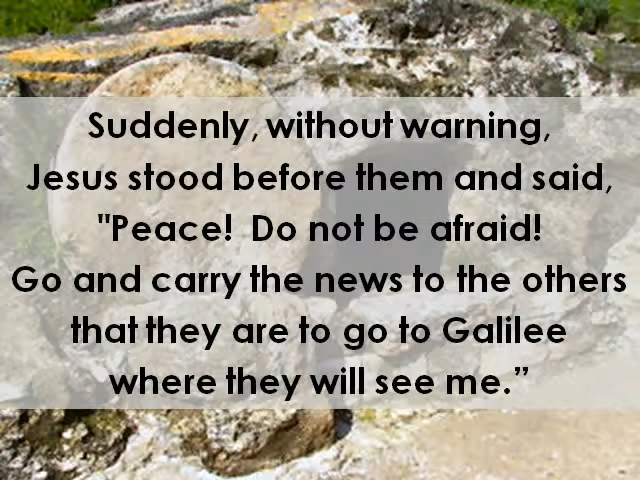 Suddenly, without warning,
Jesus stood before them and said,
"Peace!  Do not be afraid!
Go and carry the news to the others
that they are to go to Galilee
where they will see me.”